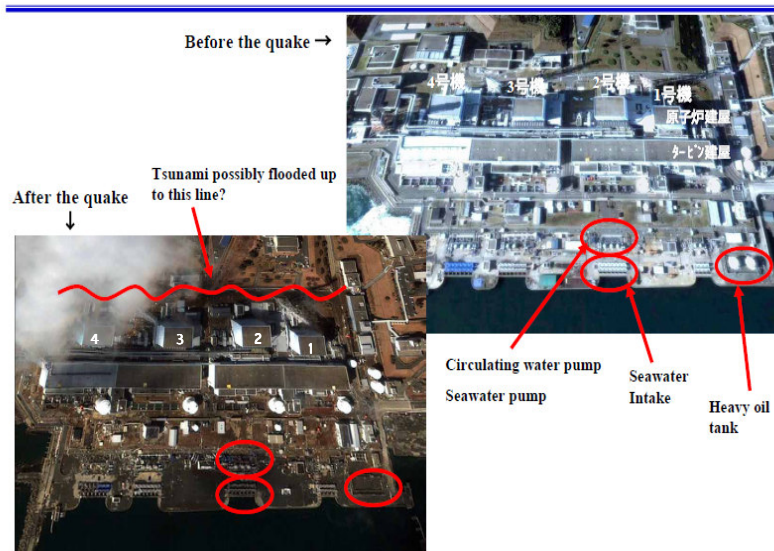 Before the quake →
4号機
3号機
2号機
1号機
原子炉建屋
タービン建屋
Tsunami possibly flooded up
to this line?
After the quake
↓
4
3
2
1
Circulating water pump
Seawater pump
Seawater
Intake
Heavy oil
tank